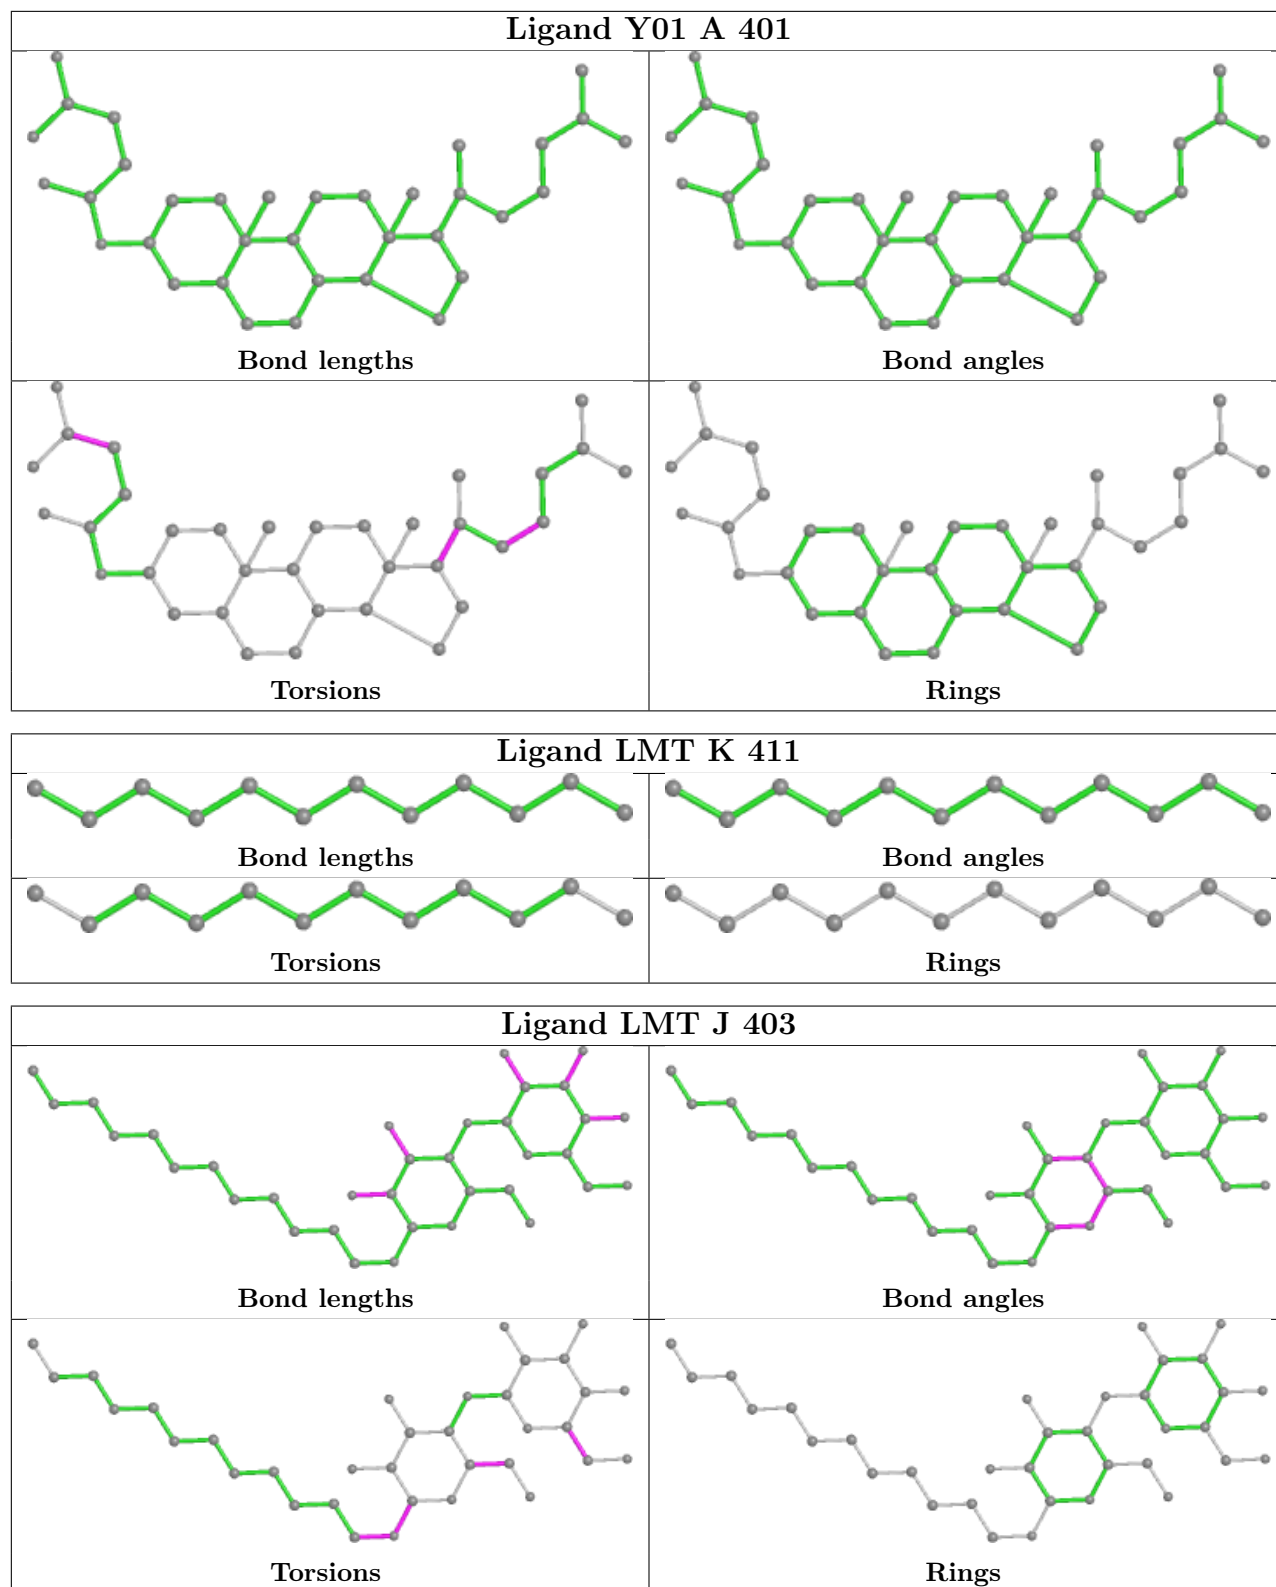 Ligand Y01 A 401
Bond lengths
Bond angles
Torsions
Rings
Ligand LMT K 411
Bond lengths
Bond angles
Torsions
Rings
Ligand LMT J 403
Bond lengths
Bond angles
Torsions
Rings